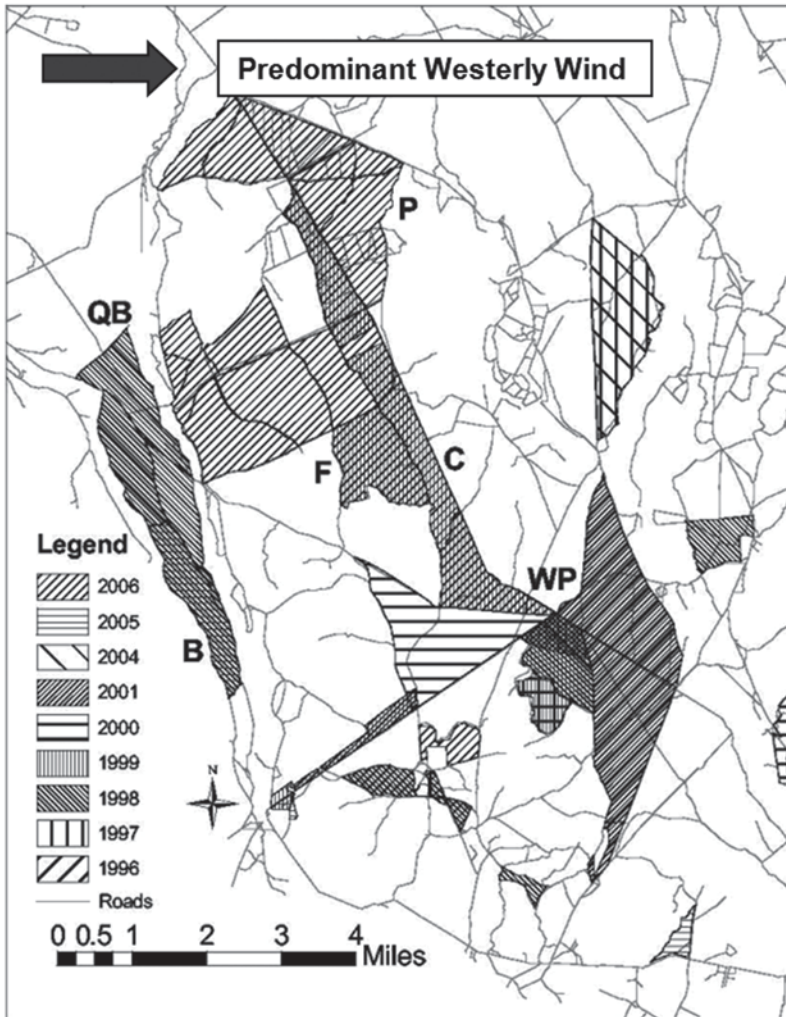 Predominant Westerly Wind
P
QB
F
C
WP
B
Legend
2006
2005
2004
2001
2000
1999
1998
1997
1996
Roads
N
0 0.5 1 2 3 4
Miles